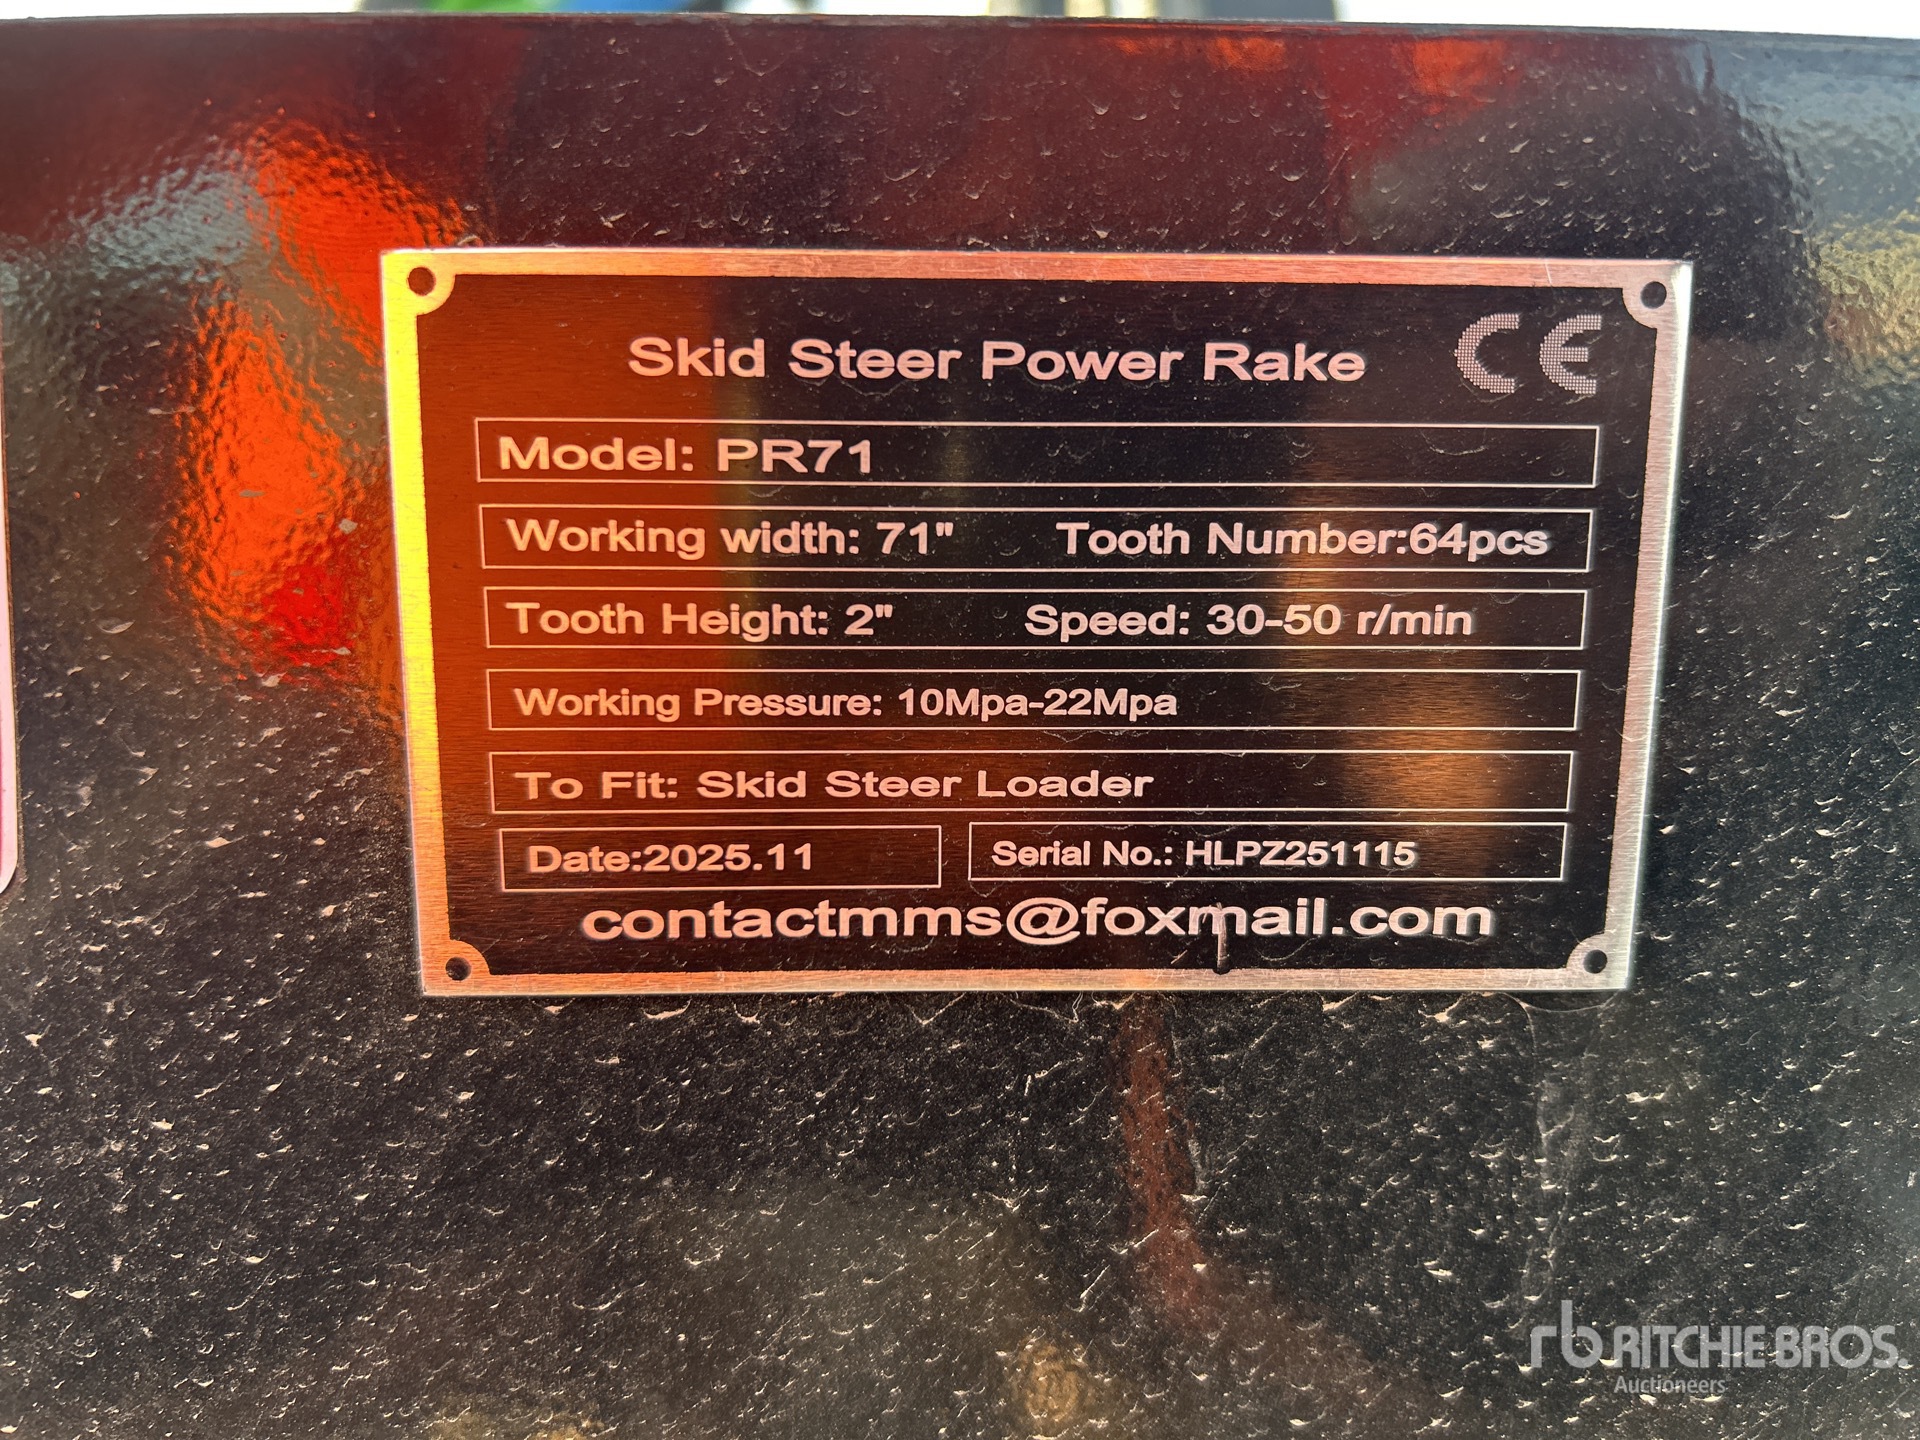 Skid Steer Power Rake
CE
Model: PR71
Working width: 71" Tooth Number:64pcs
Tooth Height: 2" Speed: 30-50 r/min
Working Pressure: 10Mpa-22Mpa
To Fit: Skid Steer Loader
Date:2025.11 Serial No.: HLPZ251115
contactmms@foxmail.com
rb RITCHIE BROS.
Auctioneers